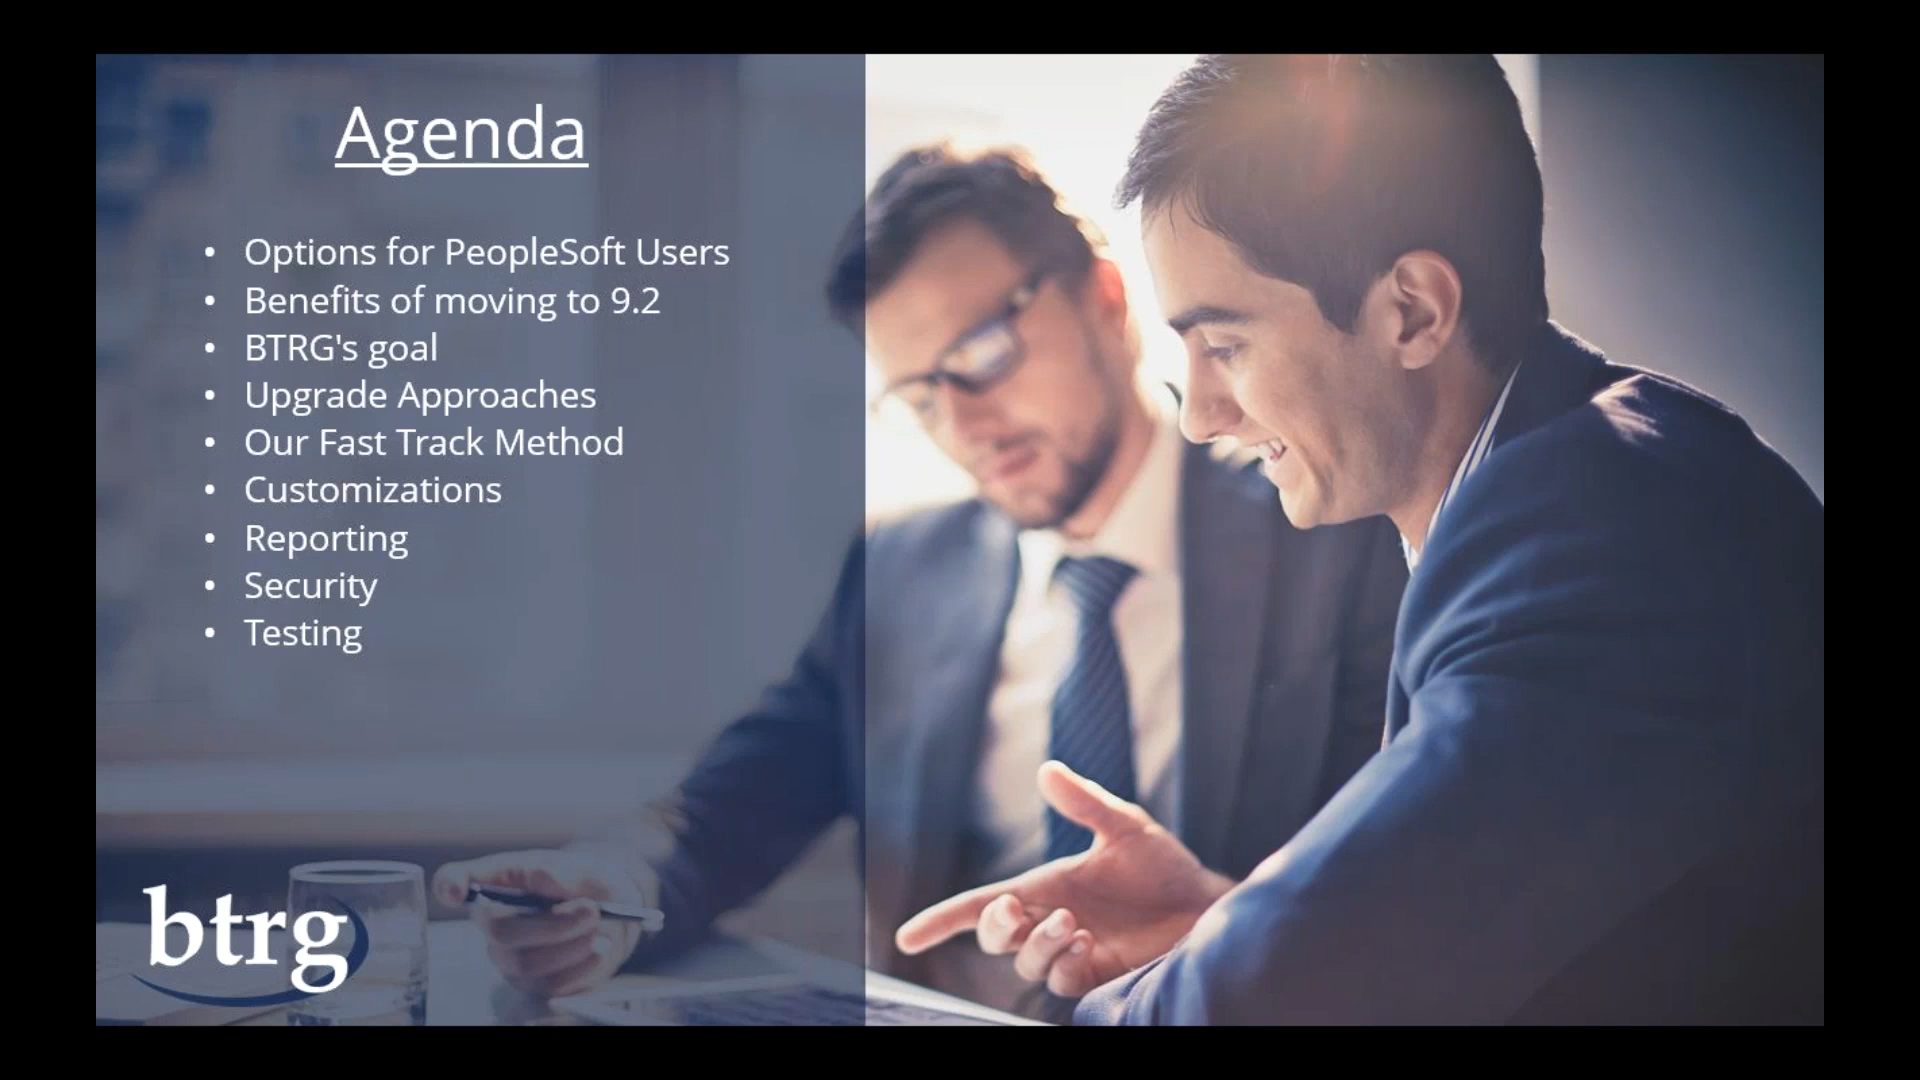 Agenda
• Options for PeopleSoft Users
• Benefits of moving to 9.2
• BTRG's goal
• Upgrade Approaches
• Our Fast Track Method
• Customizations
• Reporting
• Security
• Testing
btrg